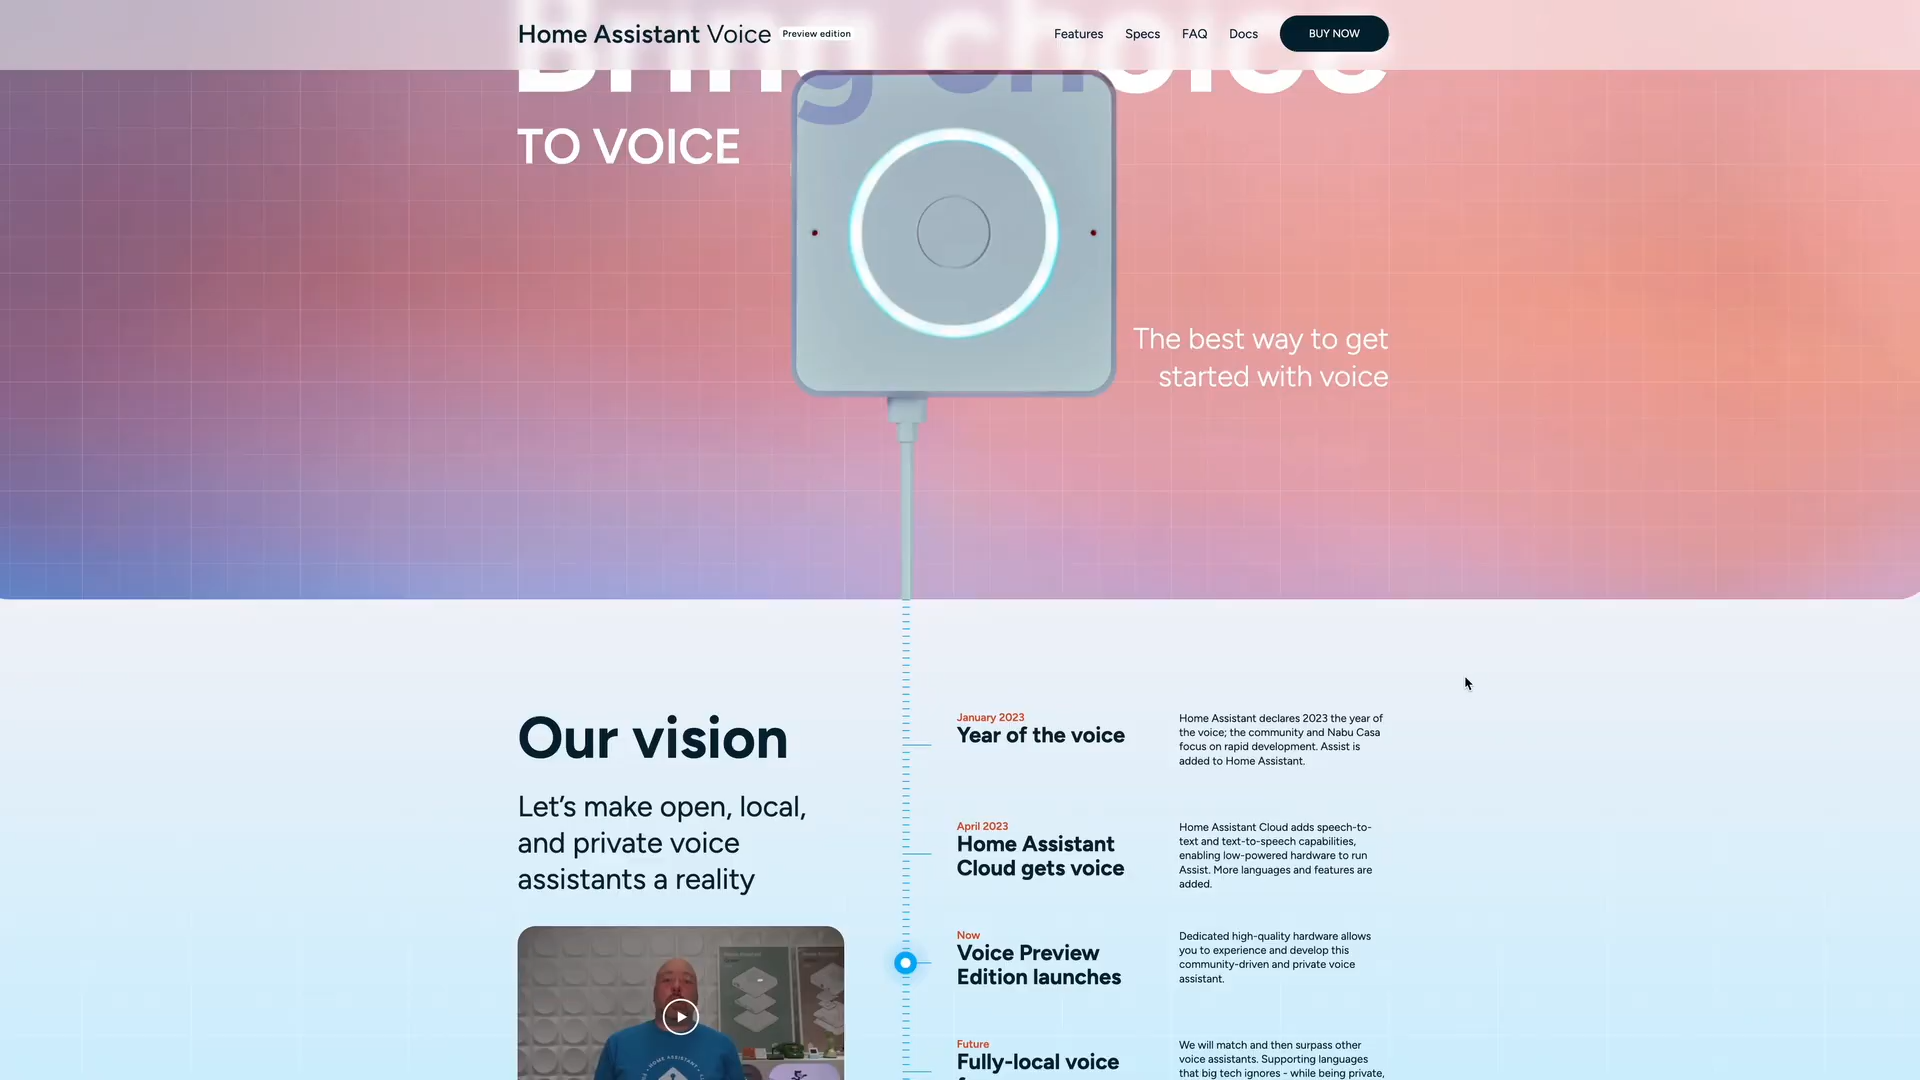 Home Assistant Voice Preview edition
Features Specs FAQ Docs BUY NOW
Bring choice
TO VOICE
The best way to get
started with voice
Our vision
Let's make open, local,
and private voice
assistants a reality
January 2023
Year of the voice
Home Assistant declares 2023 the year of
the voice; the community and Nabu Casa
focus on rapid development. Assist is
added to Home Assistant.
April 2023
Home Assistant
Cloud gets voice
Home Assistant Cloud adds speech-to-
text and text-to-speech capabilities,
enabling low-powered hardware to run
Assist. More languages and features are
added.
Now
Voice Preview
Edition launches
Dedicated high-quality hardware allows
you to experience and develop this
community-driven and private voice
assistant.
Future
Fully-local voice
We will match and then surpass other
voice assistants. Supporting languages
that big tech ignores - while being private,